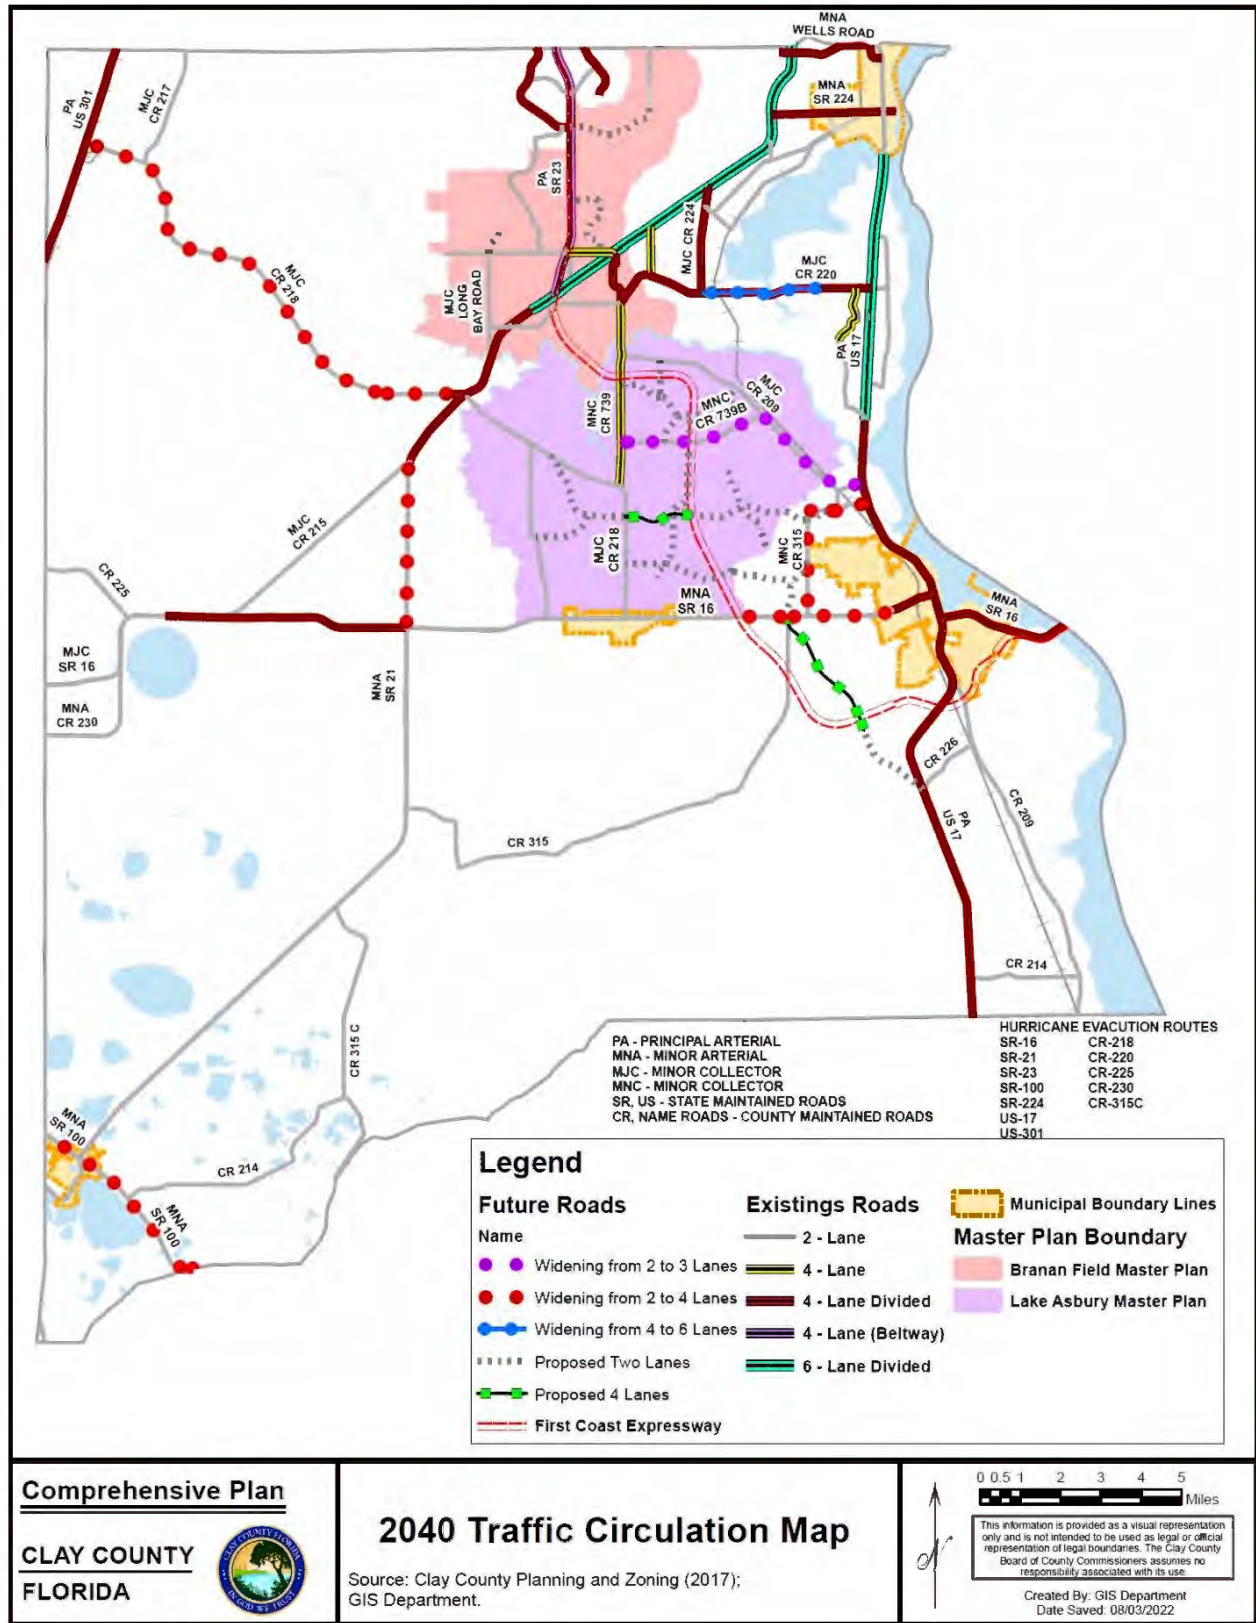 MNA
WELLS ROAD
PA
US 301
MJC
CR 217
MNA
SR 224
PA
SR 23
MJC
CR 218
MJC
LONG
BAY ROAD
MJC CR 224
MJC
CR 220
PA
US 17
MNC
CR 739
MNC
CR 739B
MJC
CR 209
MJC
CR 215
MJC
CR 218
MNC
CR 315
CR 225
MNA
SR 16
MNA
SR 16
MJC
SR 16
MNA
CR 230
MNA
SR 21
CR 226
CR 315
PA
US 17
CR 209
CR 214
CR 315 C
MNA
SR 100
CR 214
MNA
SR 100
PA - PRINCIPAL ARTERIAL
MNA - MINOR ARTERIAL
MJC - MINOR COLLECTOR
MNC - MINOR COLLECTOR
SR, US - STATE MAINTAINED ROADS
CR, NAME ROADS - COUNTY MAINTAINED ROADS
HURRICANE EVACUTION ROUTES
SR-16 CR-218
SR-21 CR-220
SR-23 CR-225
SR-100 CR-230
SR-224 CR-315C
US-17
US-301
Legend
Future Roads
Name
Widening from 2 to 3 Lanes
Widening from 2 to 4 Lanes
Widening from 4 to 6 Lanes
Proposed Two Lanes
Proposed 4 Lanes
First Coast Expressway
Existings Roads
2 - Lane
4 - Lane
4 - Lane Divided
4 - Lane (Beltway)
6 - Lane Divided
Municipal Boundary Lines
Master Plan Boundary
Branan Field Master Plan
Lake Asbury Master Plan
Comprehensive Plan
CLAY COUNTY
FLORIDA
CLAY COUNTY FLORIDA
IN GOD WE TRUST
2040 Traffic Circulation Map
Source: Clay County Planning and Zoning (2017);
GIS Department.
N
0 0.5 1 2 3 4 5
Miles
This information is provided as a visual representation
only and is not intended to be used as legal or official
representation of legal boundaries. The Clay County
Board of County Commissioners assumes no
responsibility associated with its use.
Created By: GIS Department
Date Saved: 08/03/2022